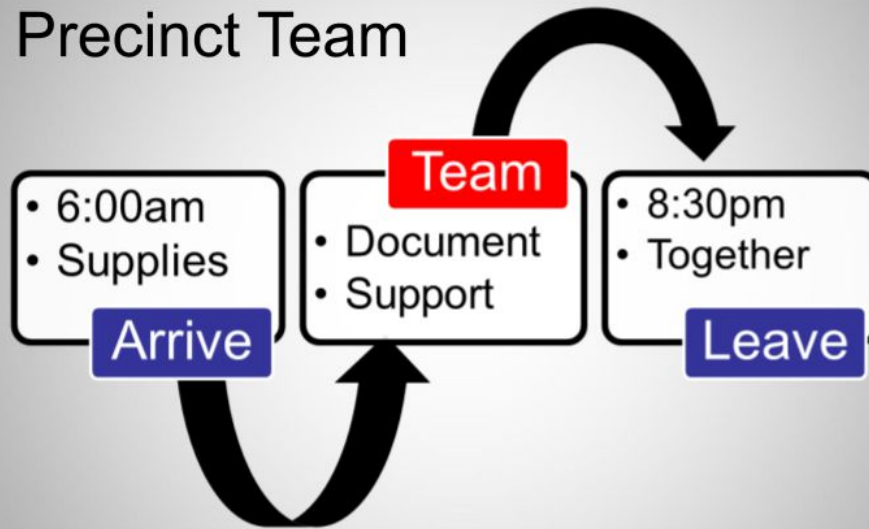 Precinct Team
• 6:00am
• Supplies
Arrive
Team
• Document
• Support
• 8:30pm
• Together
Leave